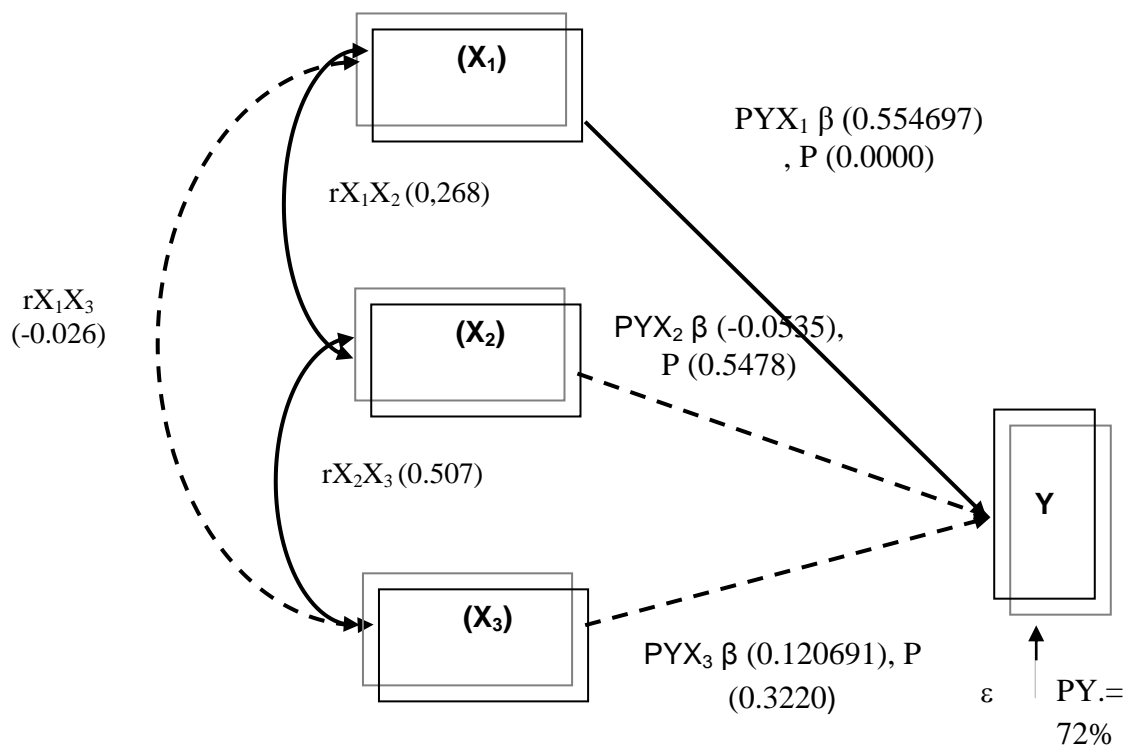 (X₁)
PYX₁ β (0.554697)
, P (0.0000)
rX₁X₂ (0,268)
rX₁X₃
(-0.026)
(X₂)
PYX₂ β (-0.0535),
P (0.5478)
rX₂X₃ (0.507)
Y
(X₃)
PYX₃ β (0.120691), P
(0.3220)
ε
PY.=
72%